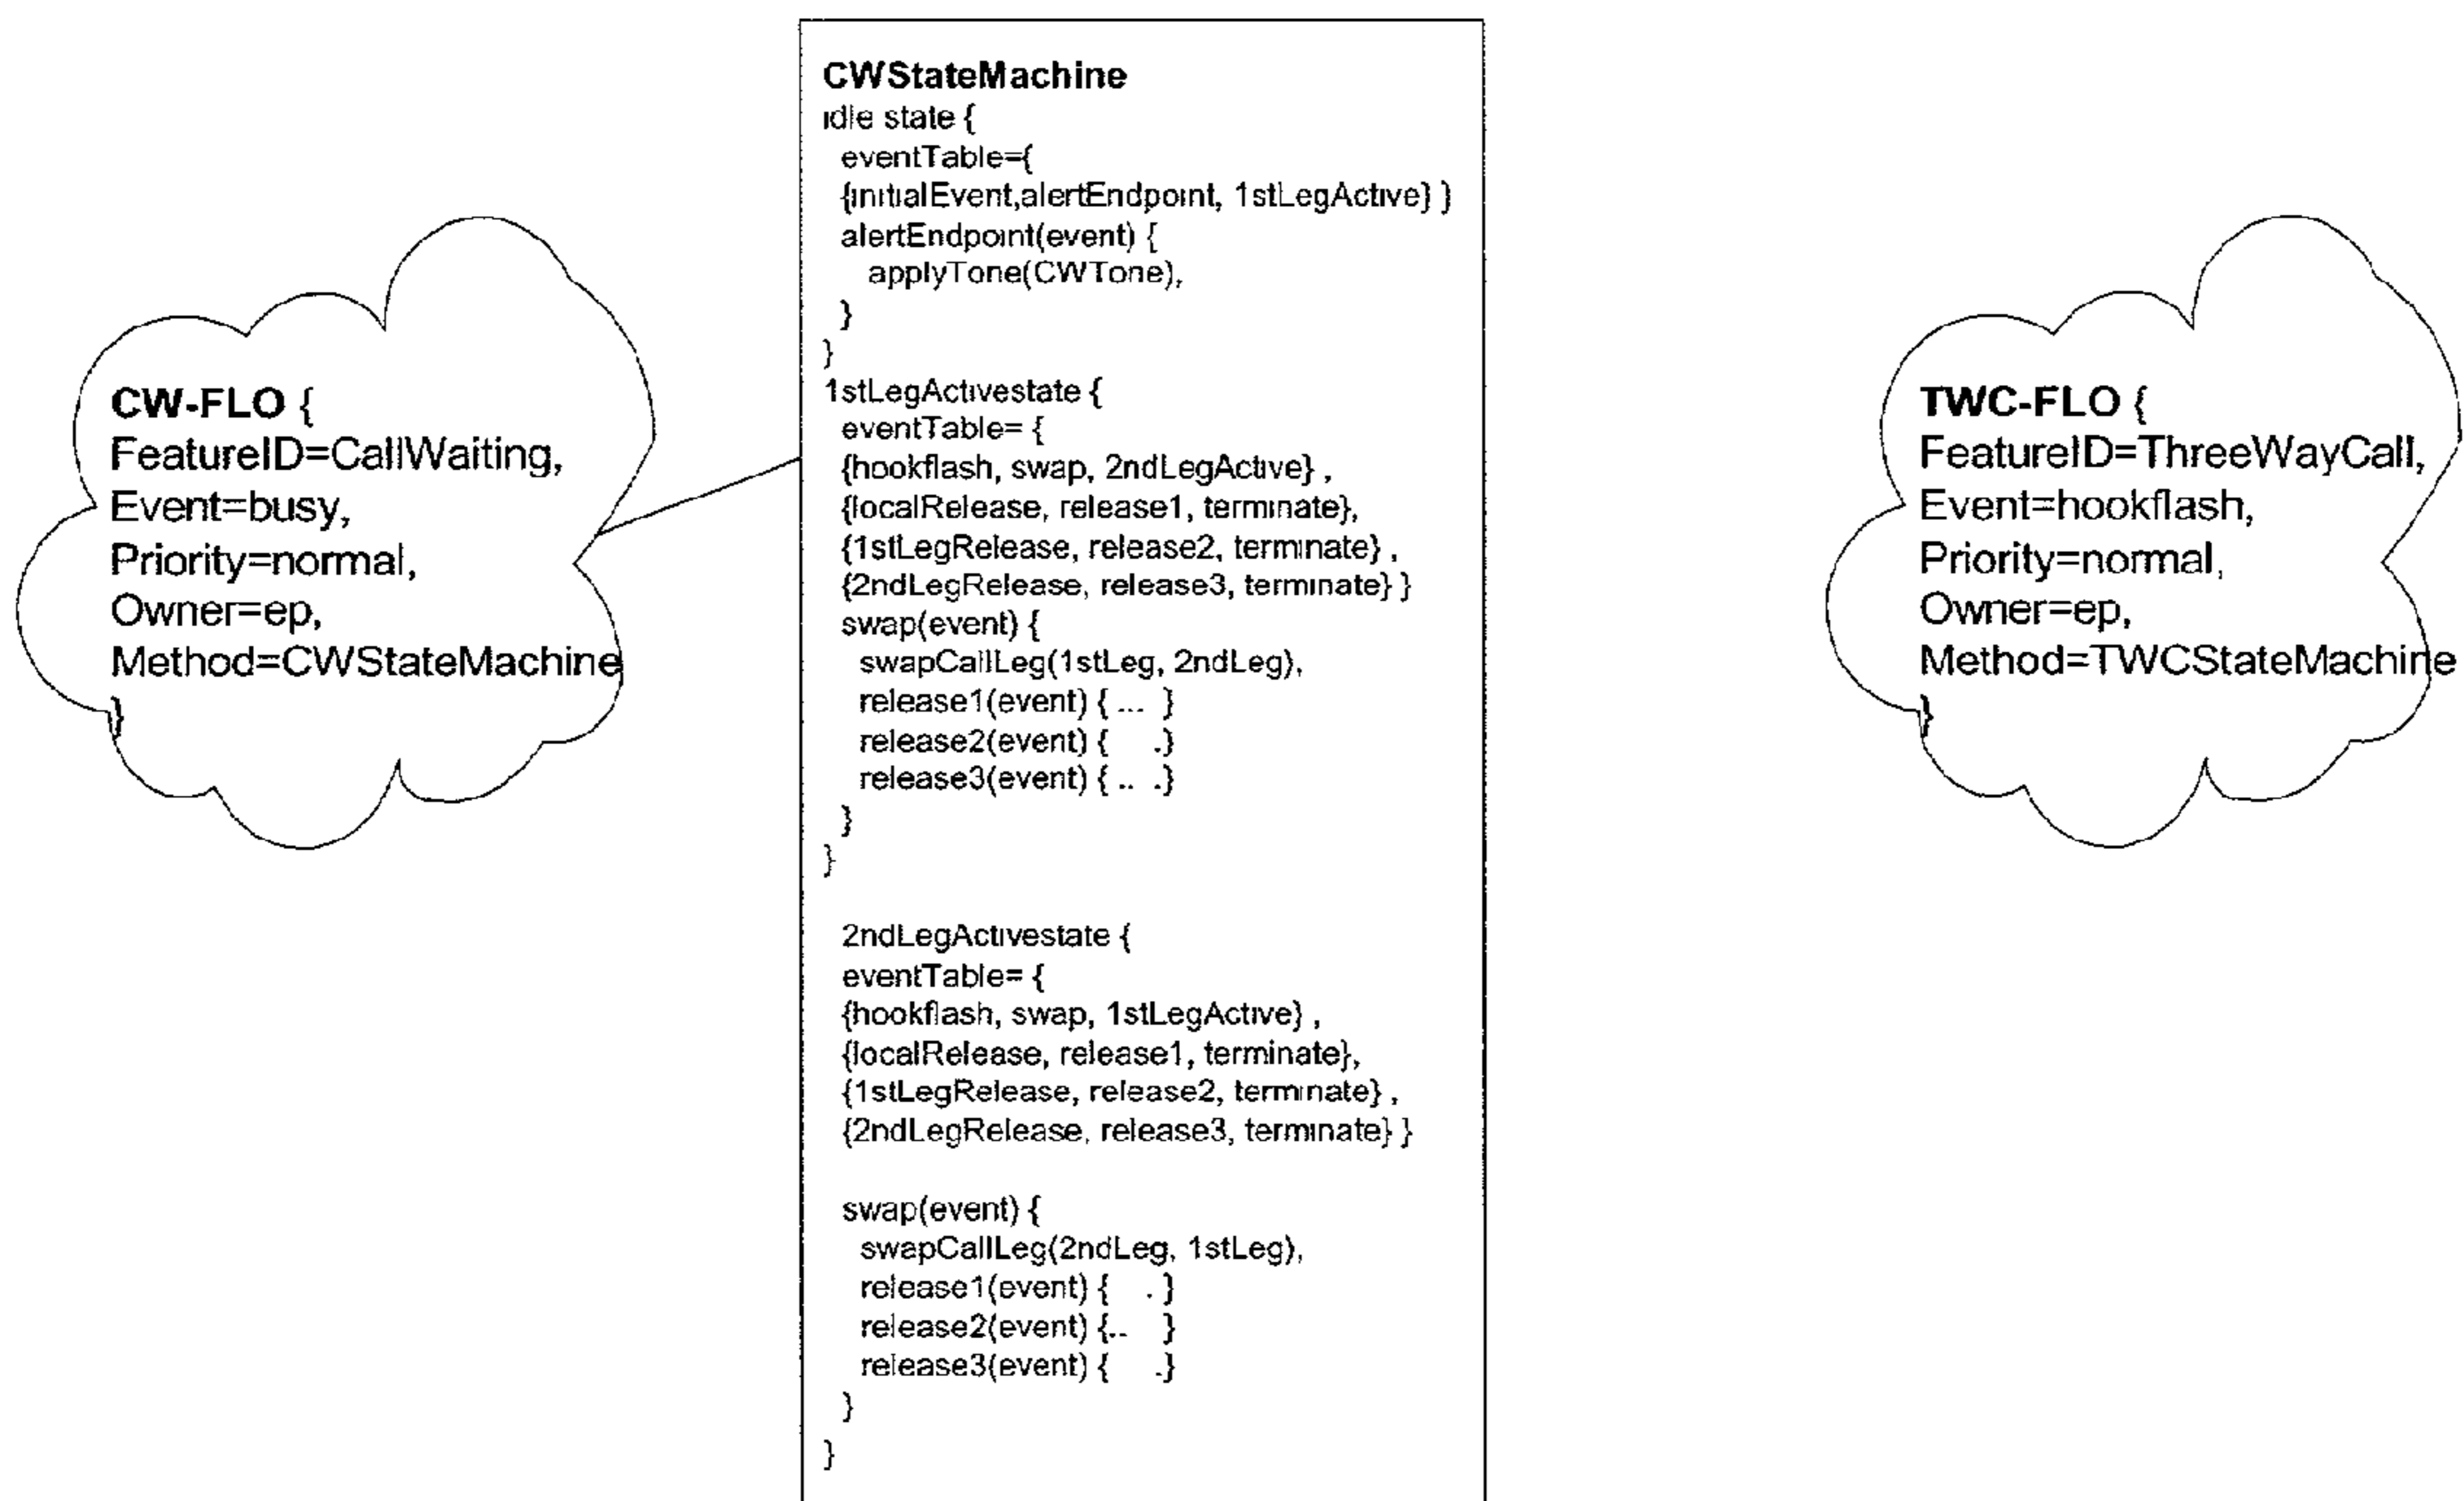 CW-FLO {
FeatureID=CallWaiting,
Event=busy,
Priority=normal,
Owner=ep,
Method=CWStateMachine
}
CWStateMachine
idle state {
eventTable={
{initialEvent,alertEndpoint, 1stLegActive} }
alertEndpoint(event) {
applyTone(CWTone),
}
}
1stLegActivestate {
eventTable= {
{hookflash, swap, 2ndLegActive} ,
{localRelease, release1, terminate},
{1stLegRelease, release2, terminate} ,
{2ndLegRelease, release3, terminate} }
swap(event) {
swapCallLeg(1stLeg, 2ndLeg),
release1(event) { ... }
release2(event) { .}
release3(event) { .. .}
}
}
2ndLegActivestate {
eventTable= {
{hookflash, swap, 1stLegActive} ,
{localRelease, release1, terminate},
{1stLegRelease, release2, terminate} ,
{2ndLegRelease, release3, terminate} }
swap(event) {
swapCallLeg(2ndLeg, 1stLeg),
release1(event) { . }
release2(event) {.. }
release3(event) { .}
}
}
TWC-FLO {
FeatureID=ThreeWayCall,
Event=hookflash,
Priority=normal,
Owner=ep,
Method=TWCStateMachine
}